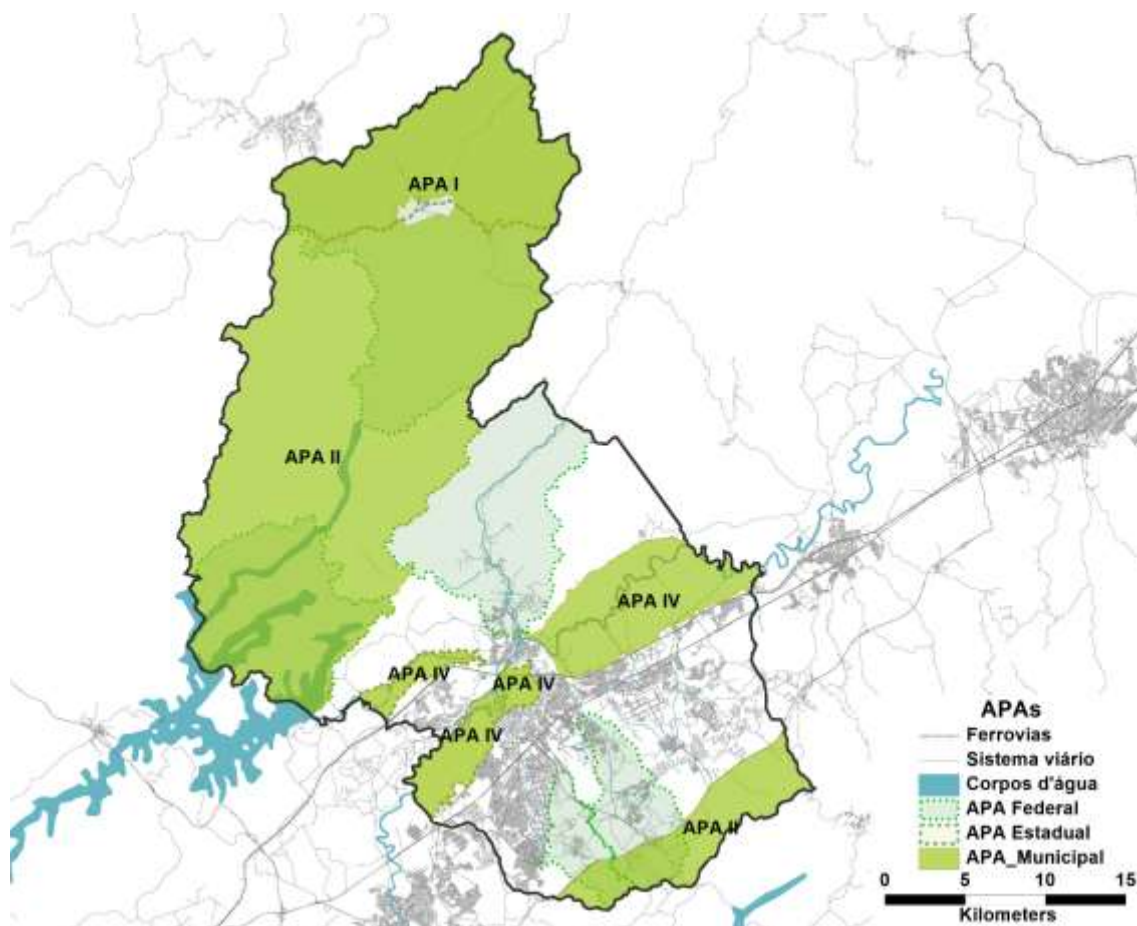 APA I
APA II
APA IV
APA IV
APA IV
APA IV
APA II
APAs
Ferrovias
Sistema viário
Corpos d'água
APA Federal
APA Estadual
APA_Municipal
0 5 10 15
Kilometers